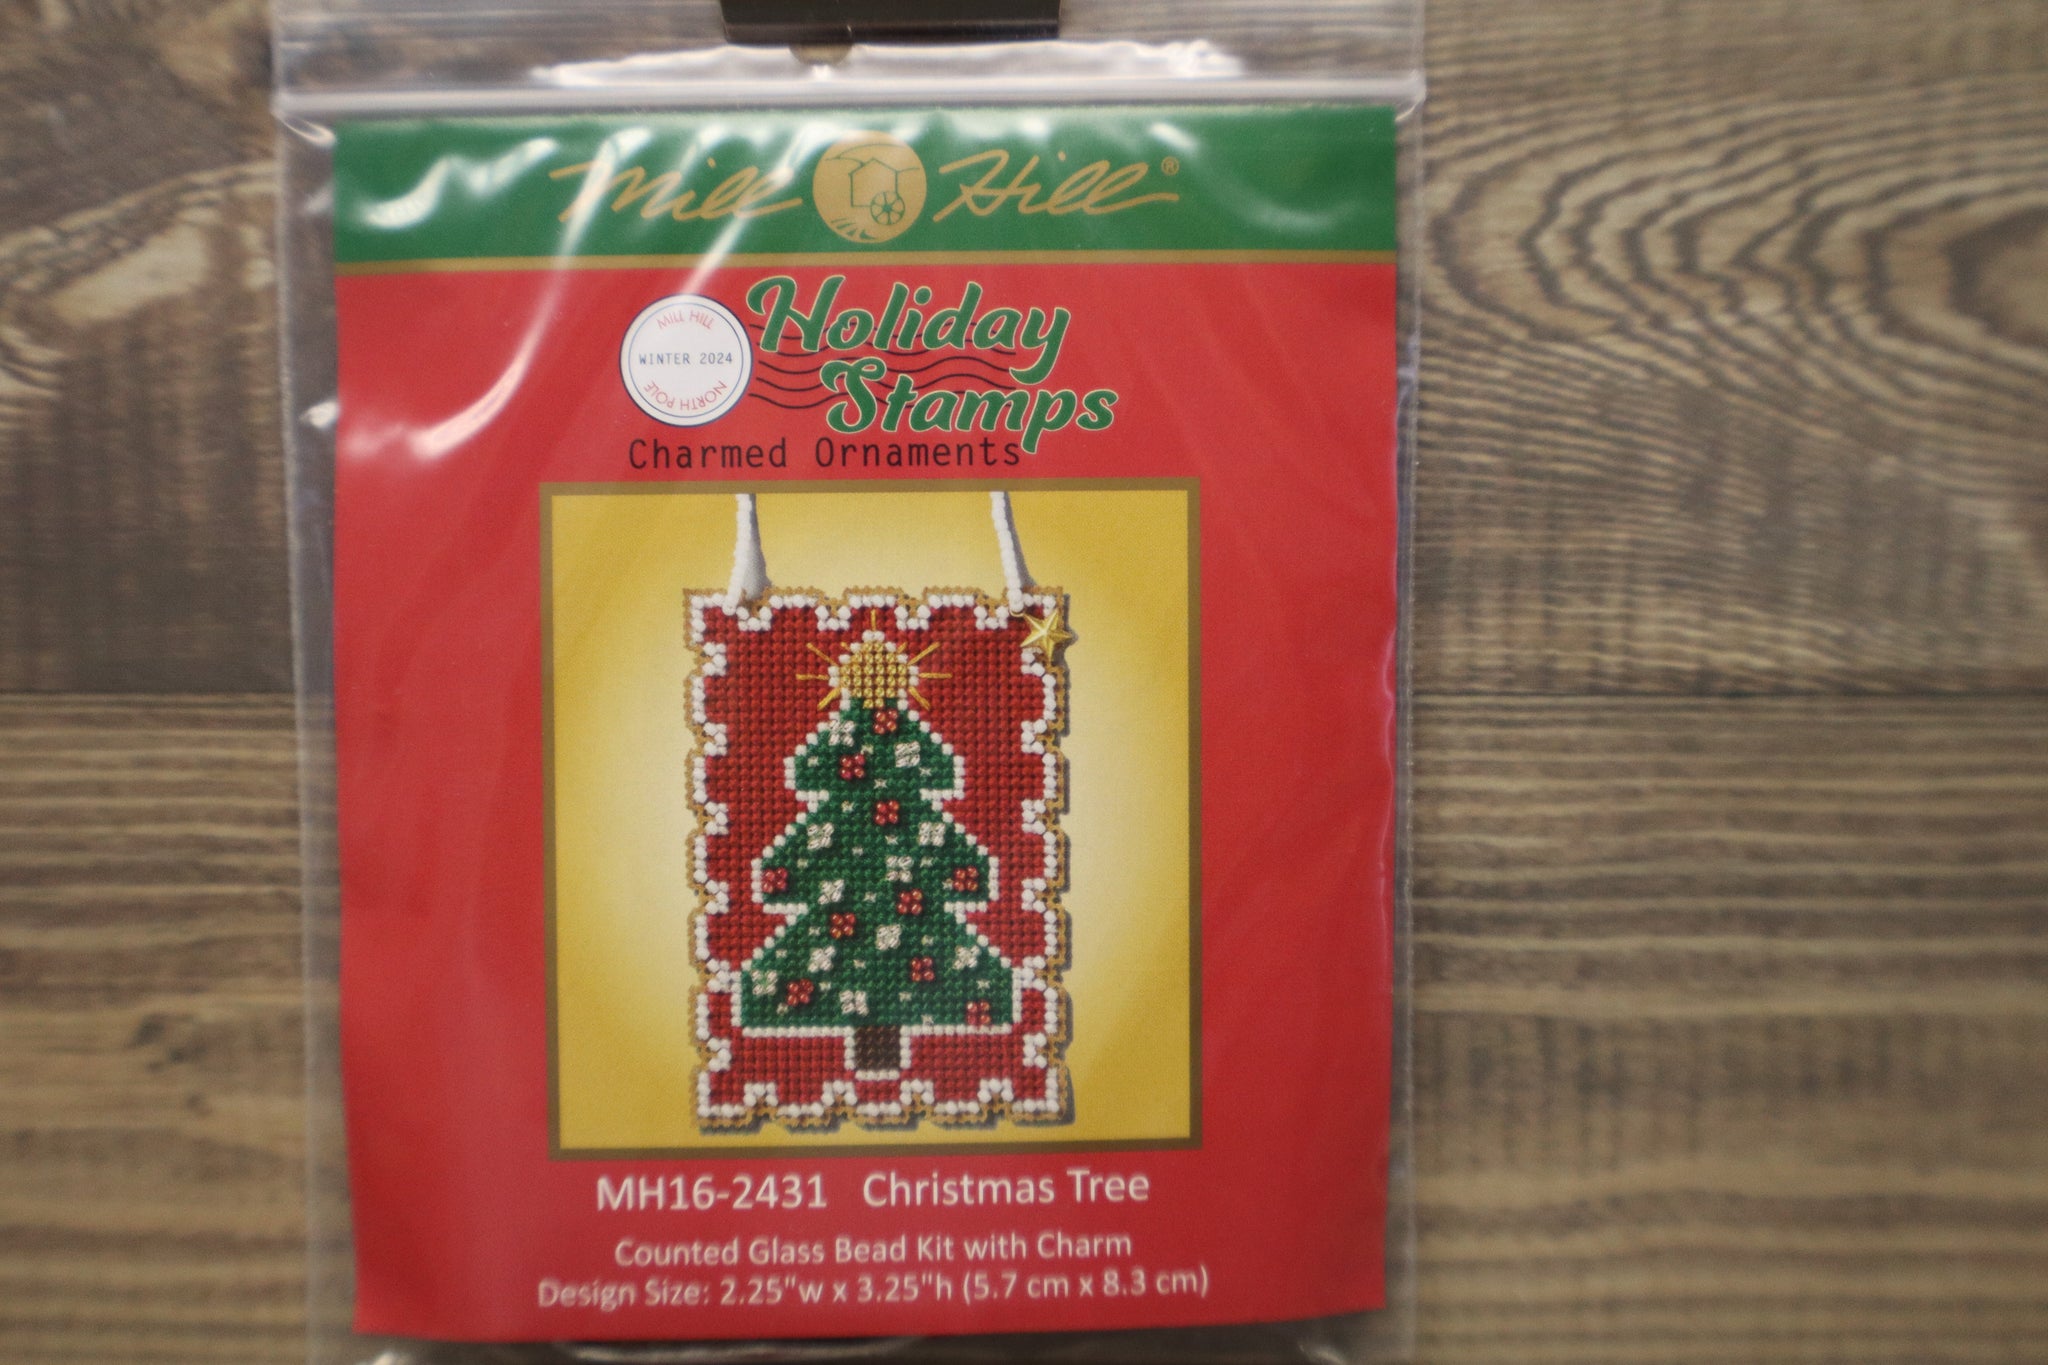 Mill Hill®
MILL HILL
WINTER 2024
NORTH POLE
Holiday
Stamps
Charmed Ornaments
MH16-2431 Christmas Tree
Counted Glass Bead Kit with Charm
Design Size: 2.25"w x 3.25"h (5.7 cm x 8.3 cm)